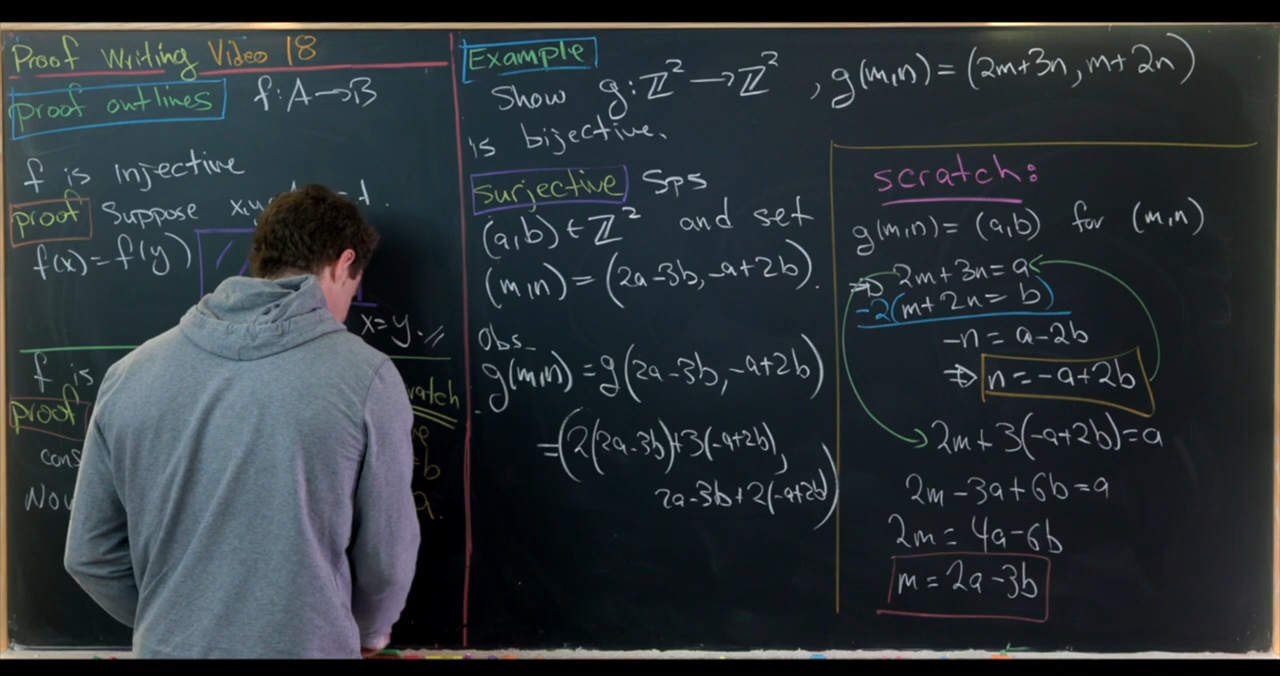 Proof Writing Video 18
proof outlines f: A → B
f is injective
proof Suppose
f(x) = f(y)
x = y. //
f is
proof
Now
Example
Show g: ℤ² → ℤ², g(m,n) = (2m+3n, m+2n)
is bijective.
surjective Sps
(a,b) ∈ ℤ² and set
(m,n) = (2a-3b, -a+2b).
Obs
g(m,n) = g(2a-3b, -a+2b)
= (2(2a-3b)+3(-a+2b),
2a-3b+2(-a+2b))
scratch:
g(m,n) = (a,b) for (m,n)
⇒ 2m+3n = a
-2(m+2n = b)
-n = a-2b
⇒ n = -a+2b
2m+3(-a+2b) = a
2m-3a+6b = a
2m = 4a-6b
m = 2a-3b